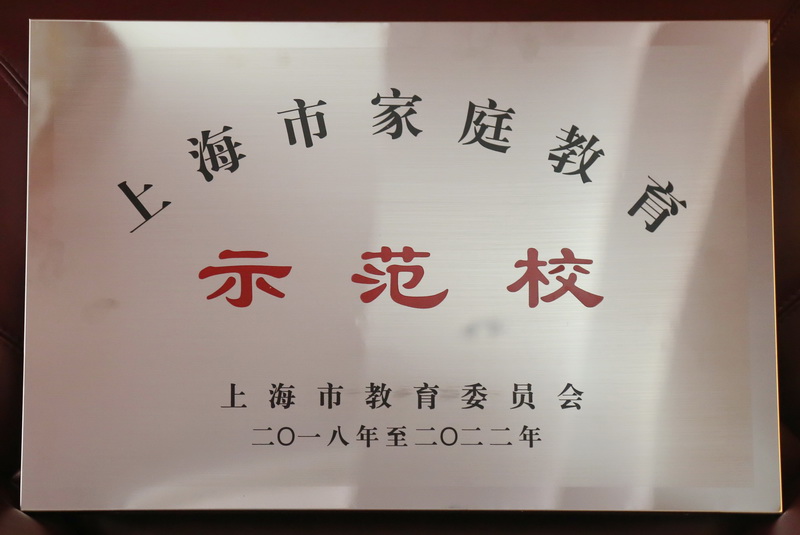 上海市家庭教育
示范校
上海市教育委员会
二〇一八年至二〇二二年